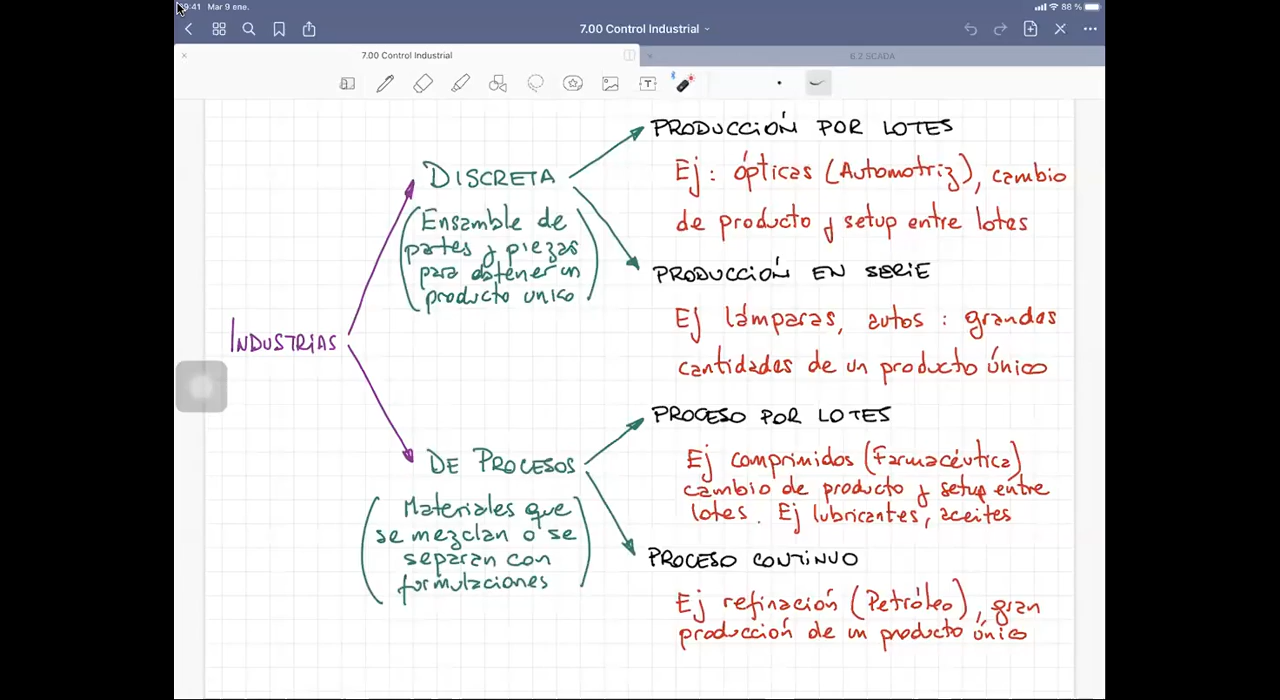 09:41 Mar 9 ene.
88 %
7.00 Control Industrial
7.00 Control Industrial
6.2 SCADA
PRODUCCIÓN POR LOTES
Ej: ópticas (Automotriz), cambio
de producto y setup entre lotes
DISCRETA
(Ensamble de
partes y piezas
para obtener un
producto unico)
PRODUCCIÓN EN SERIE
Ej lámparas, autos : grandes
cantidades de un producto único
INDUSTRIAS
PROCESO POR LOTES
Ej comprimidos (Farmacéutica)
cambio de producto y setup entre
lotes. Ej lubricantes, aceites
DE PROCESOS
(Materiales que
se mezclan o se
separan con
formulaciones)
PROCESO CONTINUO
Ej refinación (Petróleo), gran
producción de un producto único